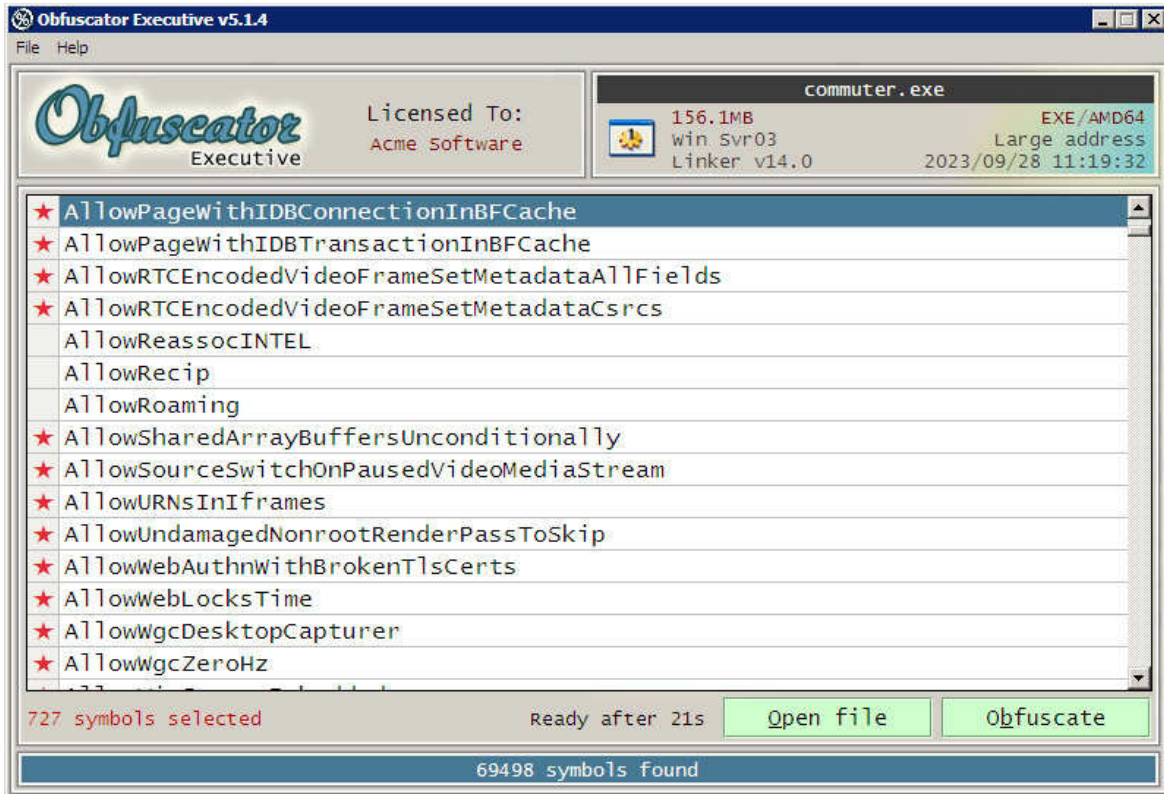 Obfuscator Executive v5.1.4
File Help
Obfuscator
Executive
Licensed To:
Acme Software
commuter.exe
156.1MB EXE/AMD64
Win Svr03 Large address
Linker v14.0 2023/09/28 11:19:32
AllowPageWithIDBConnectionInBFCache
AllowPageWithIDBTransactionInBFCache
AllowRTCEncodedVideoFrameSetMetadataAllFields
AllowRTCEncodedVideoFrameSetMetadataCsrcs
AllowReassocINTEL
AllowRecip
AllowRoaming
AllowSharedArrayBuffersUnconditionally
AllowSourceSwitchOnPausedVideoMediaStream
AllowURNsInIframes
AllowUndamagedNonrootRenderPassToSkip
AllowWebAuthnWithBrokenTlsCerts
AllowWebLocksTime
AllowWgcDesktopCapturer
AllowWgcZeroHz
727 symbols selected Ready after 21s Open file Obfuscate
69498 symbols found